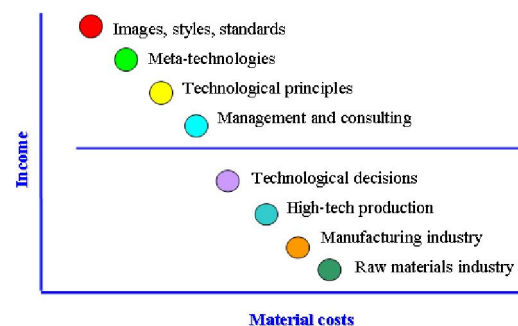 Images, styles, standards
Meta-technologies
Technological principles
Management and consulting
Technological decisions
High-tech production
Manufacturing industry
Raw materials industry
Income
Material costs